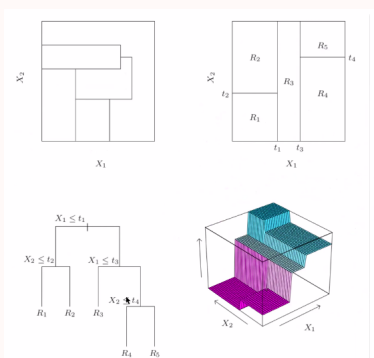 X₂
X₁
R₂
t₂
R₁
R₃
R₅
t₄
R₄
t₁
t₃
X₂
X₁
X₁ ≤ t₁
X₂ ≤ t₂
X₁ ≤ t₃
X₂ ≤ t₄
R₁
R₂
R₃
R₄
R₅
X₂
X₁